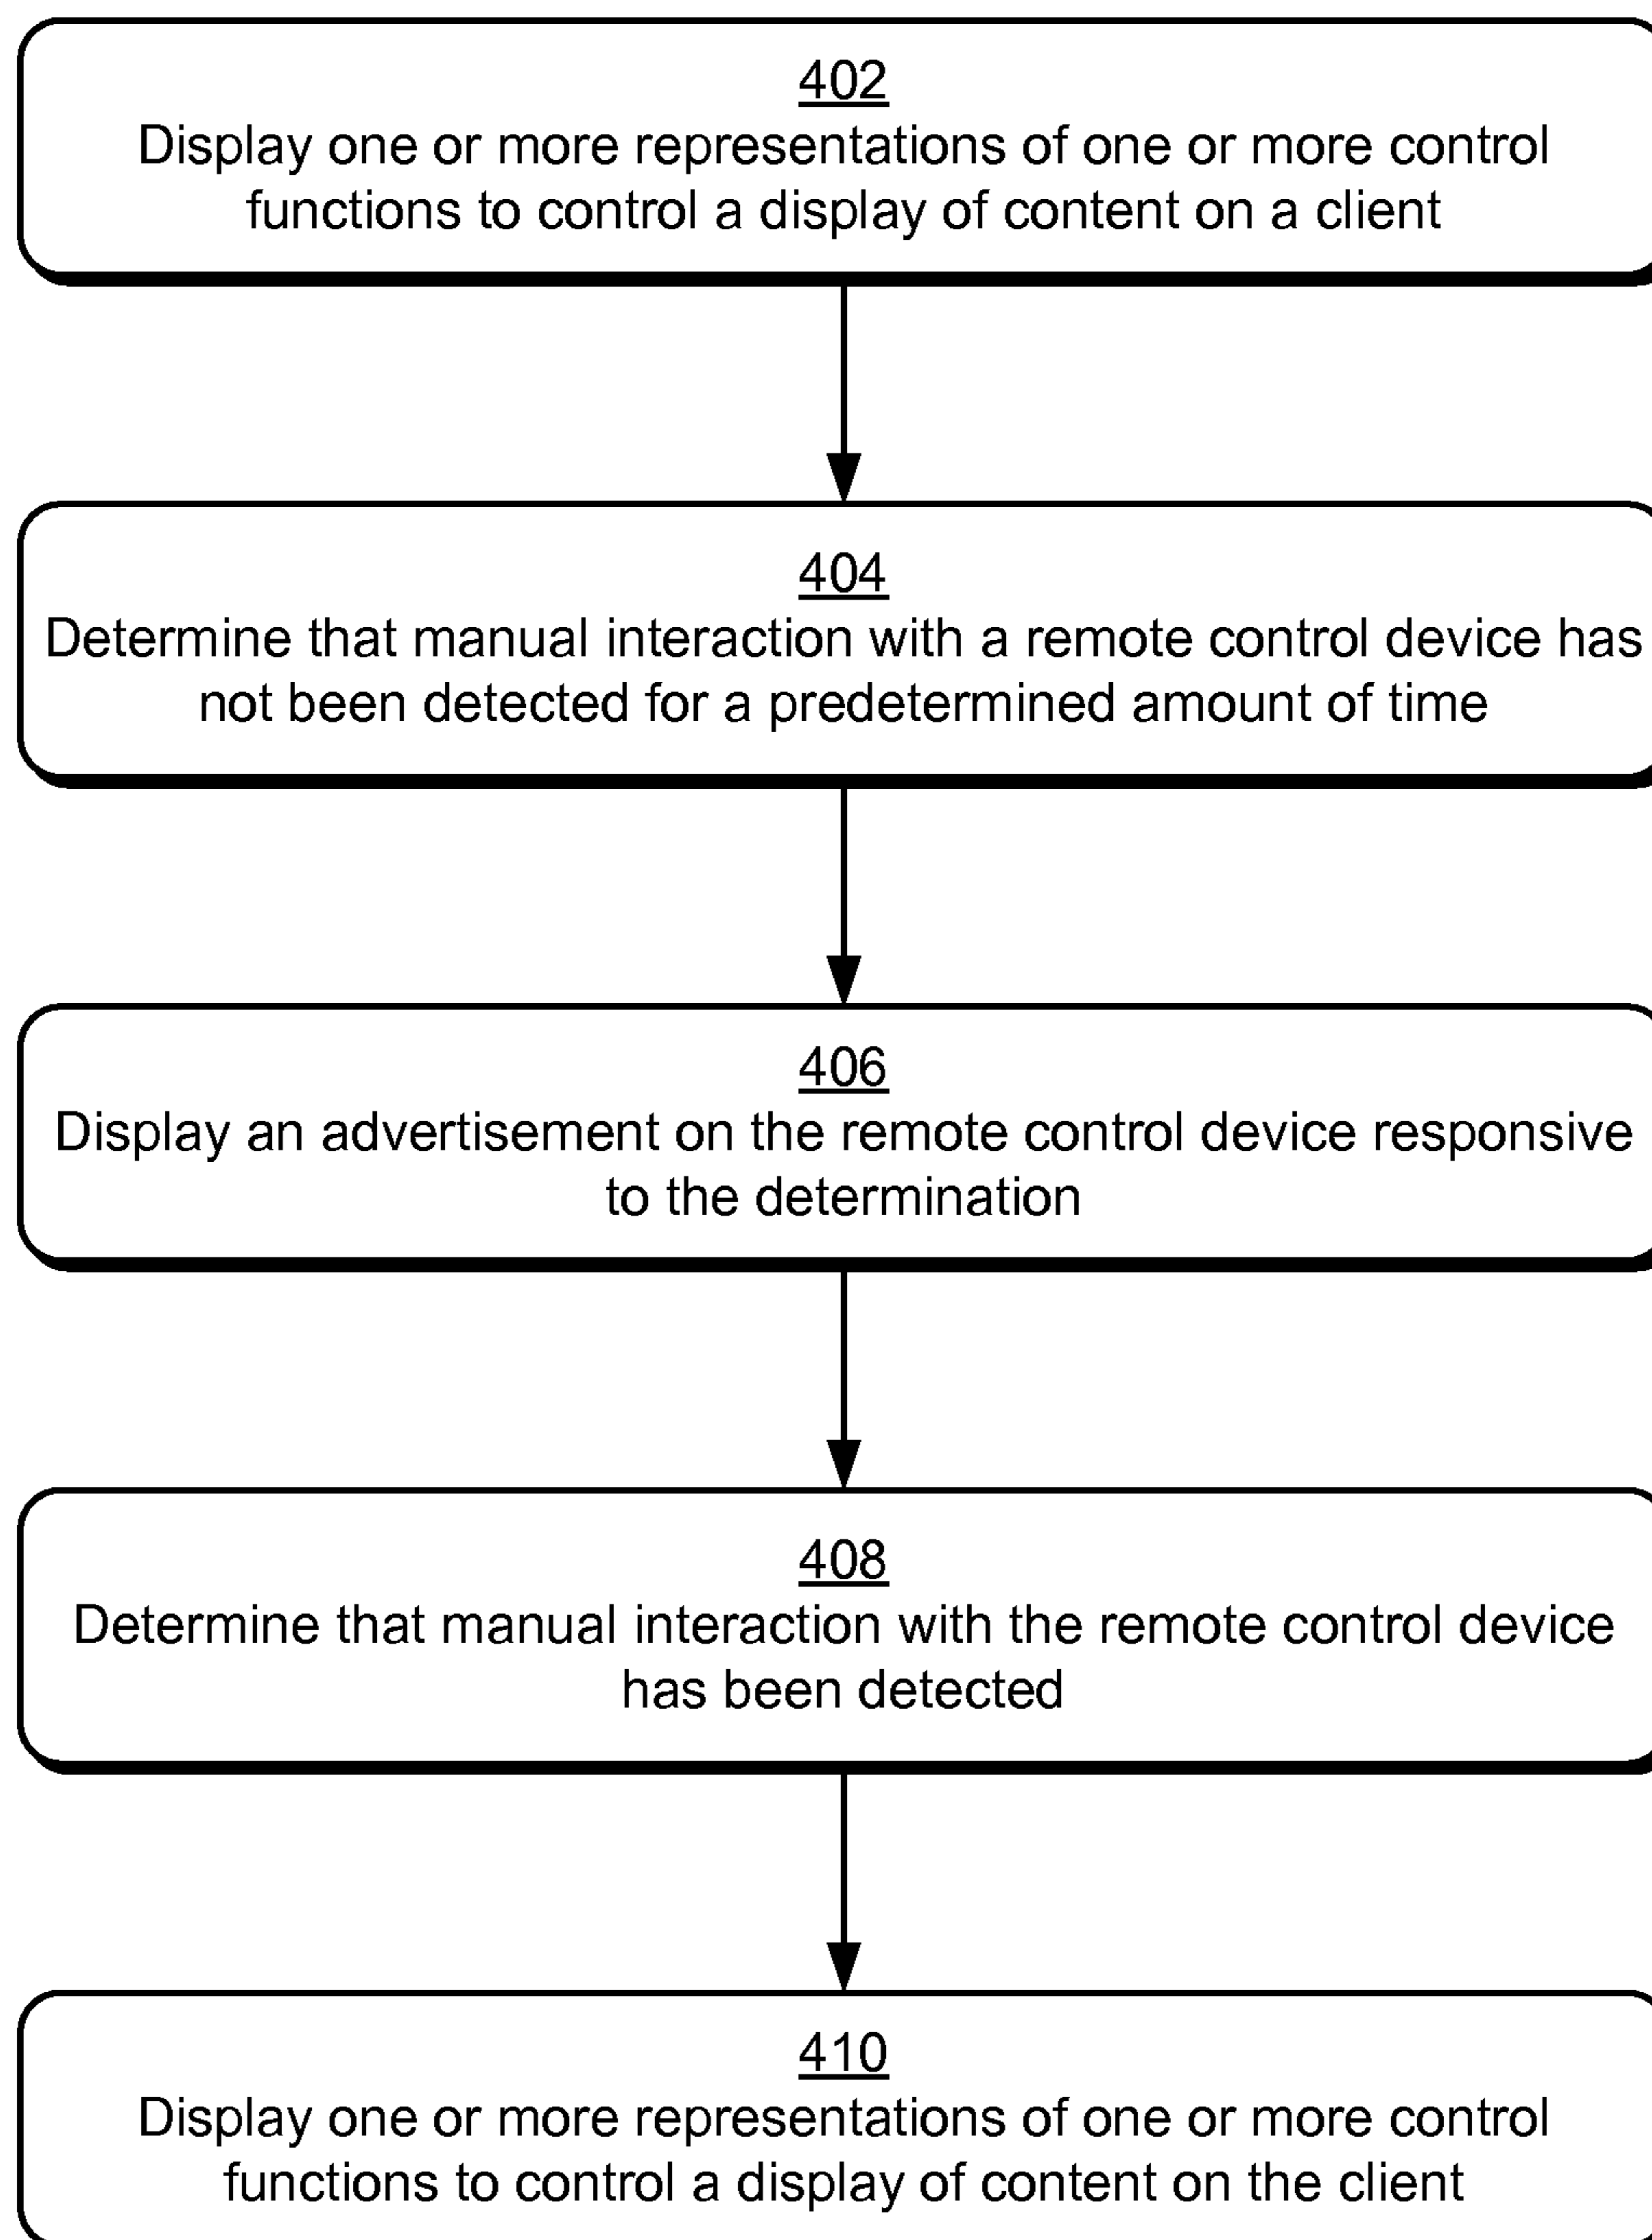 402
Display one or more representations of one or more control
functions to control a display of content on a client
404
Determine that manual interaction with a remote control device has
not been detected for a predetermined amount of time
406
Display an advertisement on the remote control device responsive
to the determination
408
Determine that manual interaction with the remote control device
has been detected
410
Display one or more representations of one or more control
functions to control a display of content on the client